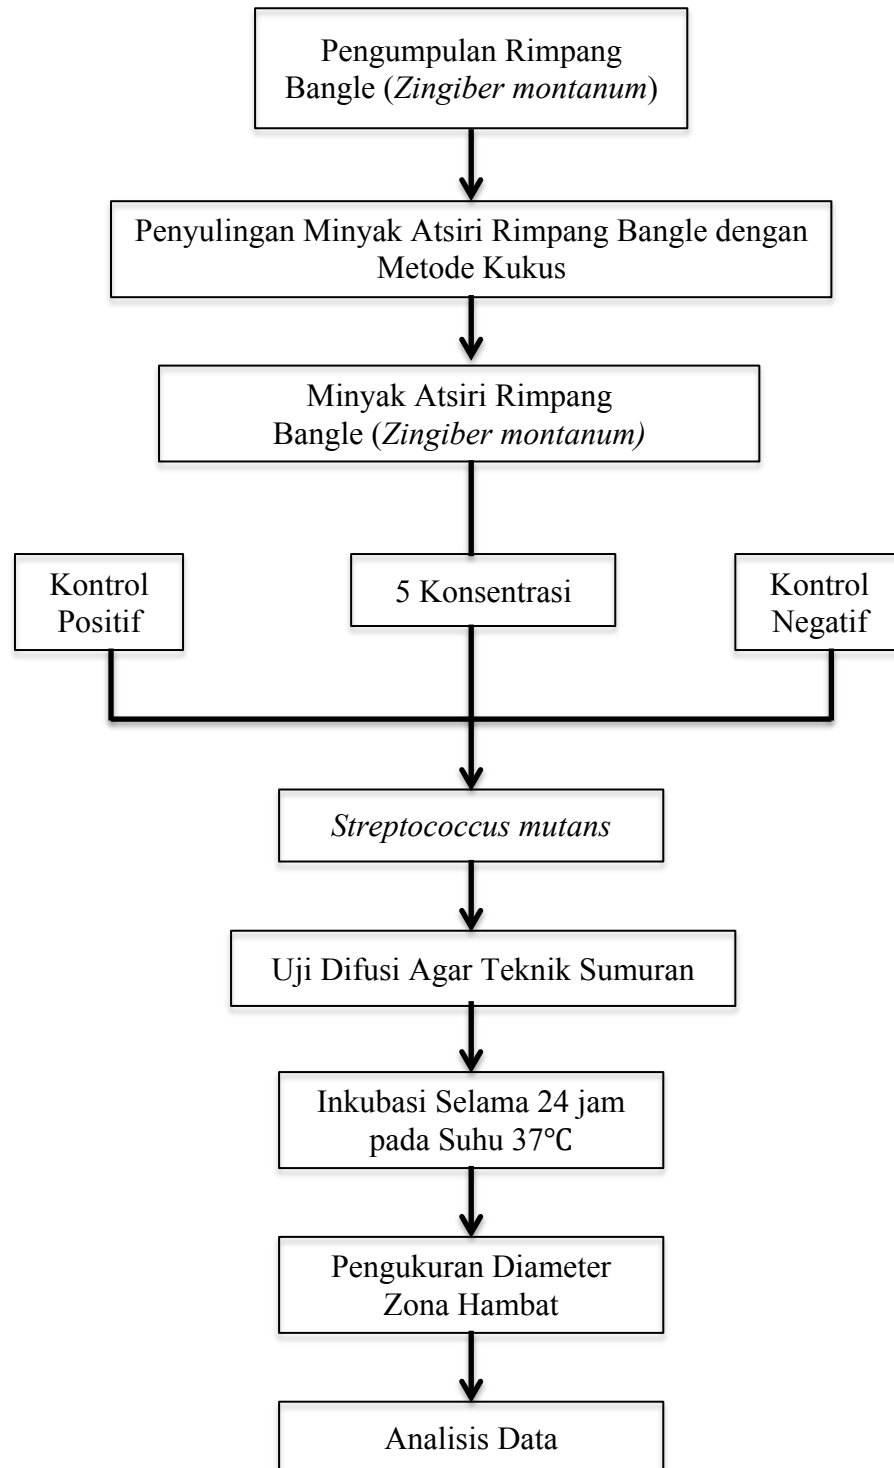 Pengumpulan Rimpang
Bangle (Zingiber montanum)
Penyulingan Minyak Atsiri Rimpang Bangle dengan
Metode Kukus
Minyak Atsiri Rimpang
Bangle (Zingiber montanum)
Kontrol
Positif
5 Konsentrasi
Kontrol
Negatif
Streptococcus mutans
Uji Difusi Agar Teknik Sumuran
Inkubasi Selama 24 jam
pada Suhu 37℃
Pengukuran Diameter
Zona Hambat
Analisis Data